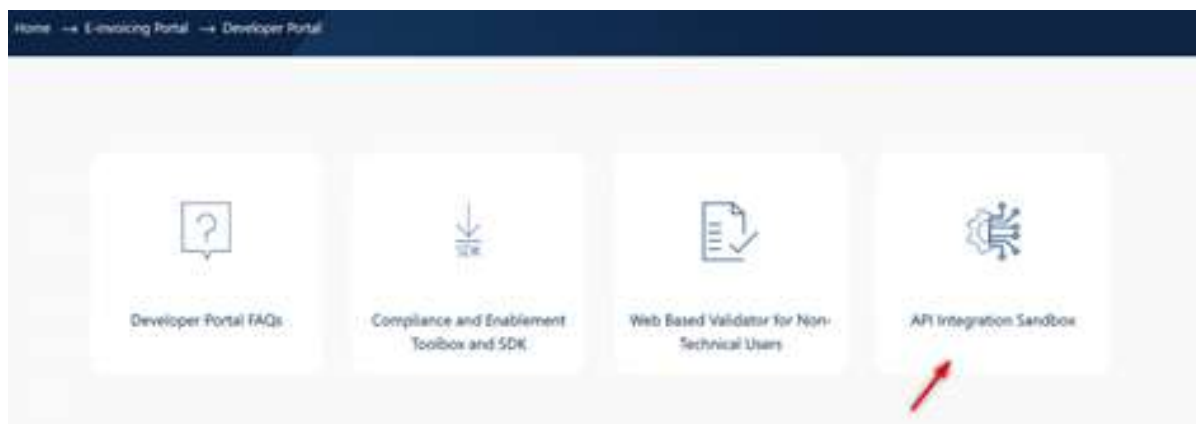 Home → E-invoicing Portal → Developer Portal
?
SDK
Developer Portal FAQs
Compliance and Enablement
Toolbox and SDK
Web Based Validator for Non-
Technical Users
API Integration Sandbox